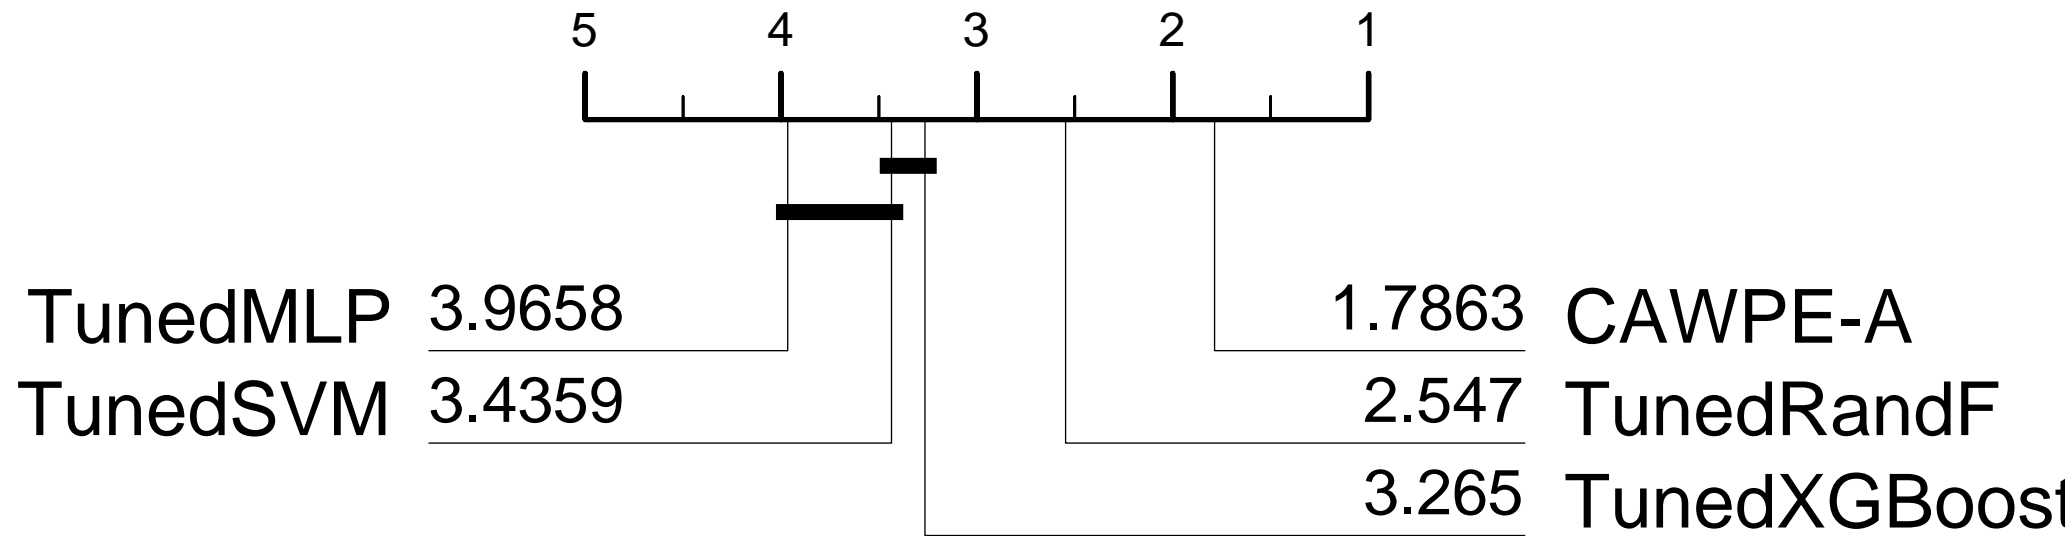 5 4 3 2 1
TunedMLP 3.9658 1.7863 CAWPE-A
TunedSVM 3.4359 2.547 TunedRandF
3.265 TunedXGBoost